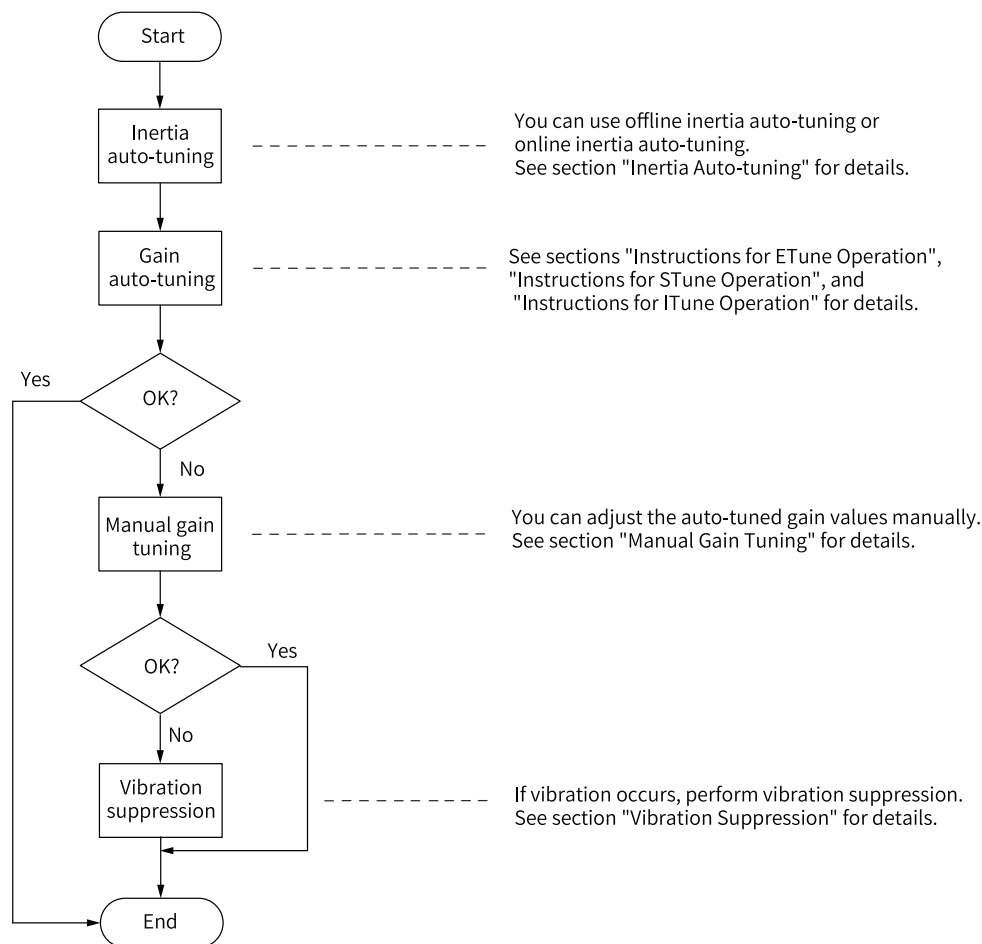 Start
Inertia
auto-tuning
You can use offline inertia auto-tuning or
online inertia auto-tuning.
See section "Inertia Auto-tuning" for details.
Gain
auto-tuning
See sections "Instructions for ETune Operation",
"Instructions for STune Operation", and
"Instructions for ITune Operation" for details.
Yes
OK?
No
Manual gain
tuning
You can adjust the auto-tuned gain values manually.
See section "Manual Gain Tuning" for details.
OK?
Yes
No
Vibration
suppression
If vibration occurs, perform vibration suppression.
See section "Vibration Suppression" for details.
End